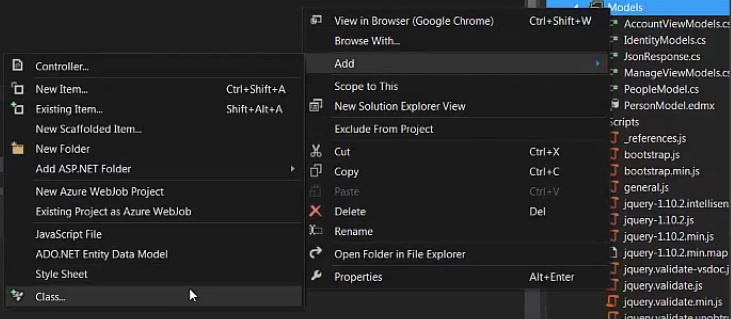 Controller...
New Item... Ctrl+Shift+A
Existing Item... Shift+Alt+A
New Scaffolded Item...
New Folder
Add ASP.NET Folder
New Azure WebJob Project
Existing Project as Azure WebJob
JavaScript File
ADO.NET Entity Data Model
Style Sheet
Class...
View in Browser (Google Chrome) Ctrl+Shift+W
Browse With...
Add
Scope to This
New Solution Explorer View
Exclude From Project
Cut Ctrl+X
Copy Ctrl+C
Paste Ctrl+V
Delete Del
Rename
Open Folder in File Explorer
Properties Alt+Enter
Models
AccountViewModels.cs
IdentityModels.cs
JsonResponse.cs
ManageViewModels.cs
PeopleModel.cs
PersonModel.edmx
Scripts
_references.js
bootstrap.js
bootstrap.min.js
general.js
jquery-1.10.2.intellisen
jquery-1.10.2.js
jquery-1.10.2.min.js
jquery-1.10.2.min.map
jquery.validate-vsdoc.j
jquery.validate.js
jquery.validate.min.js
jquery.validate.unobtru